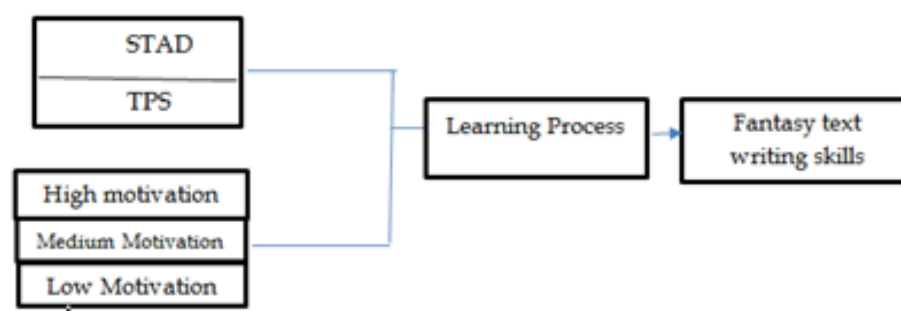 STAD
TPS
High motivation
Medium Motivation
Low Motivation
Learning Process
Fantasy text
writing skills